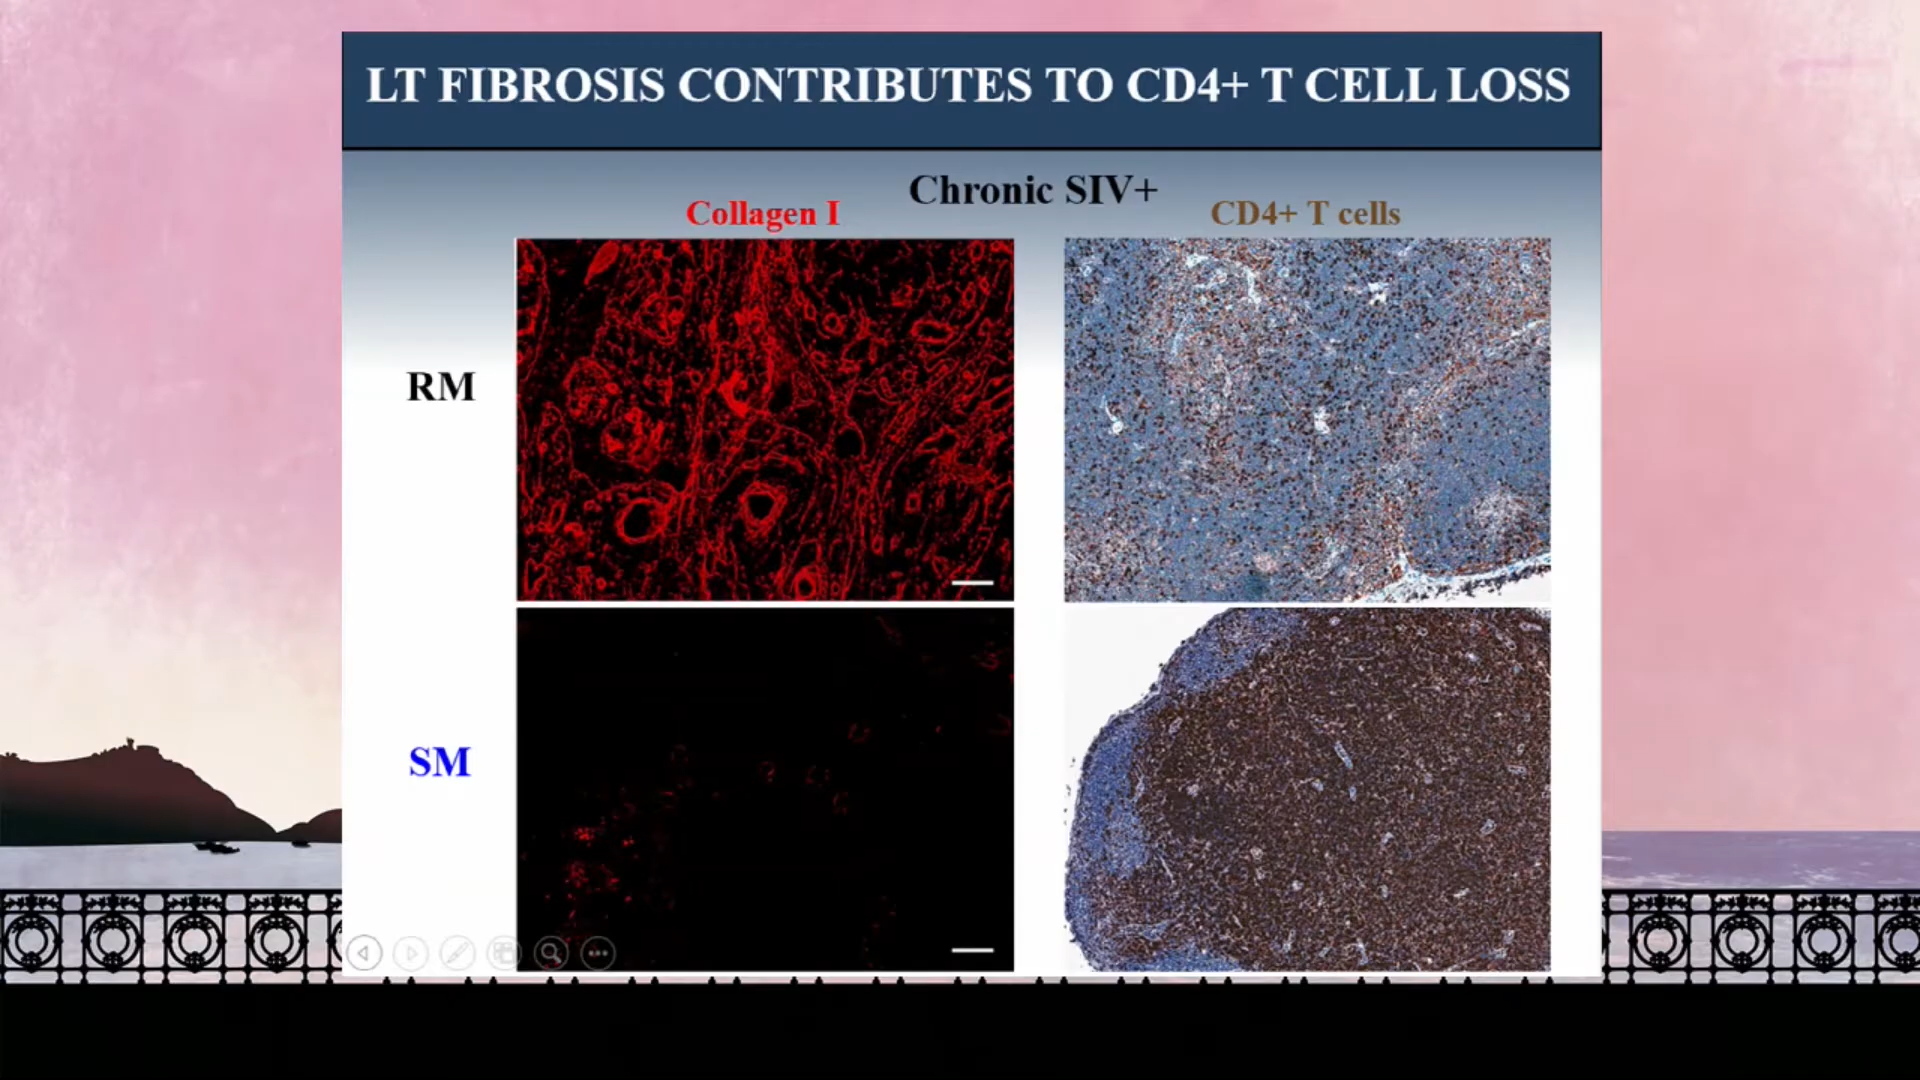 LT FIBROSIS CONTRIBUTES TO CD4+ T CELL LOSS
Chronic SIV+
Collagen I
CD4+ T cells
RM
SM